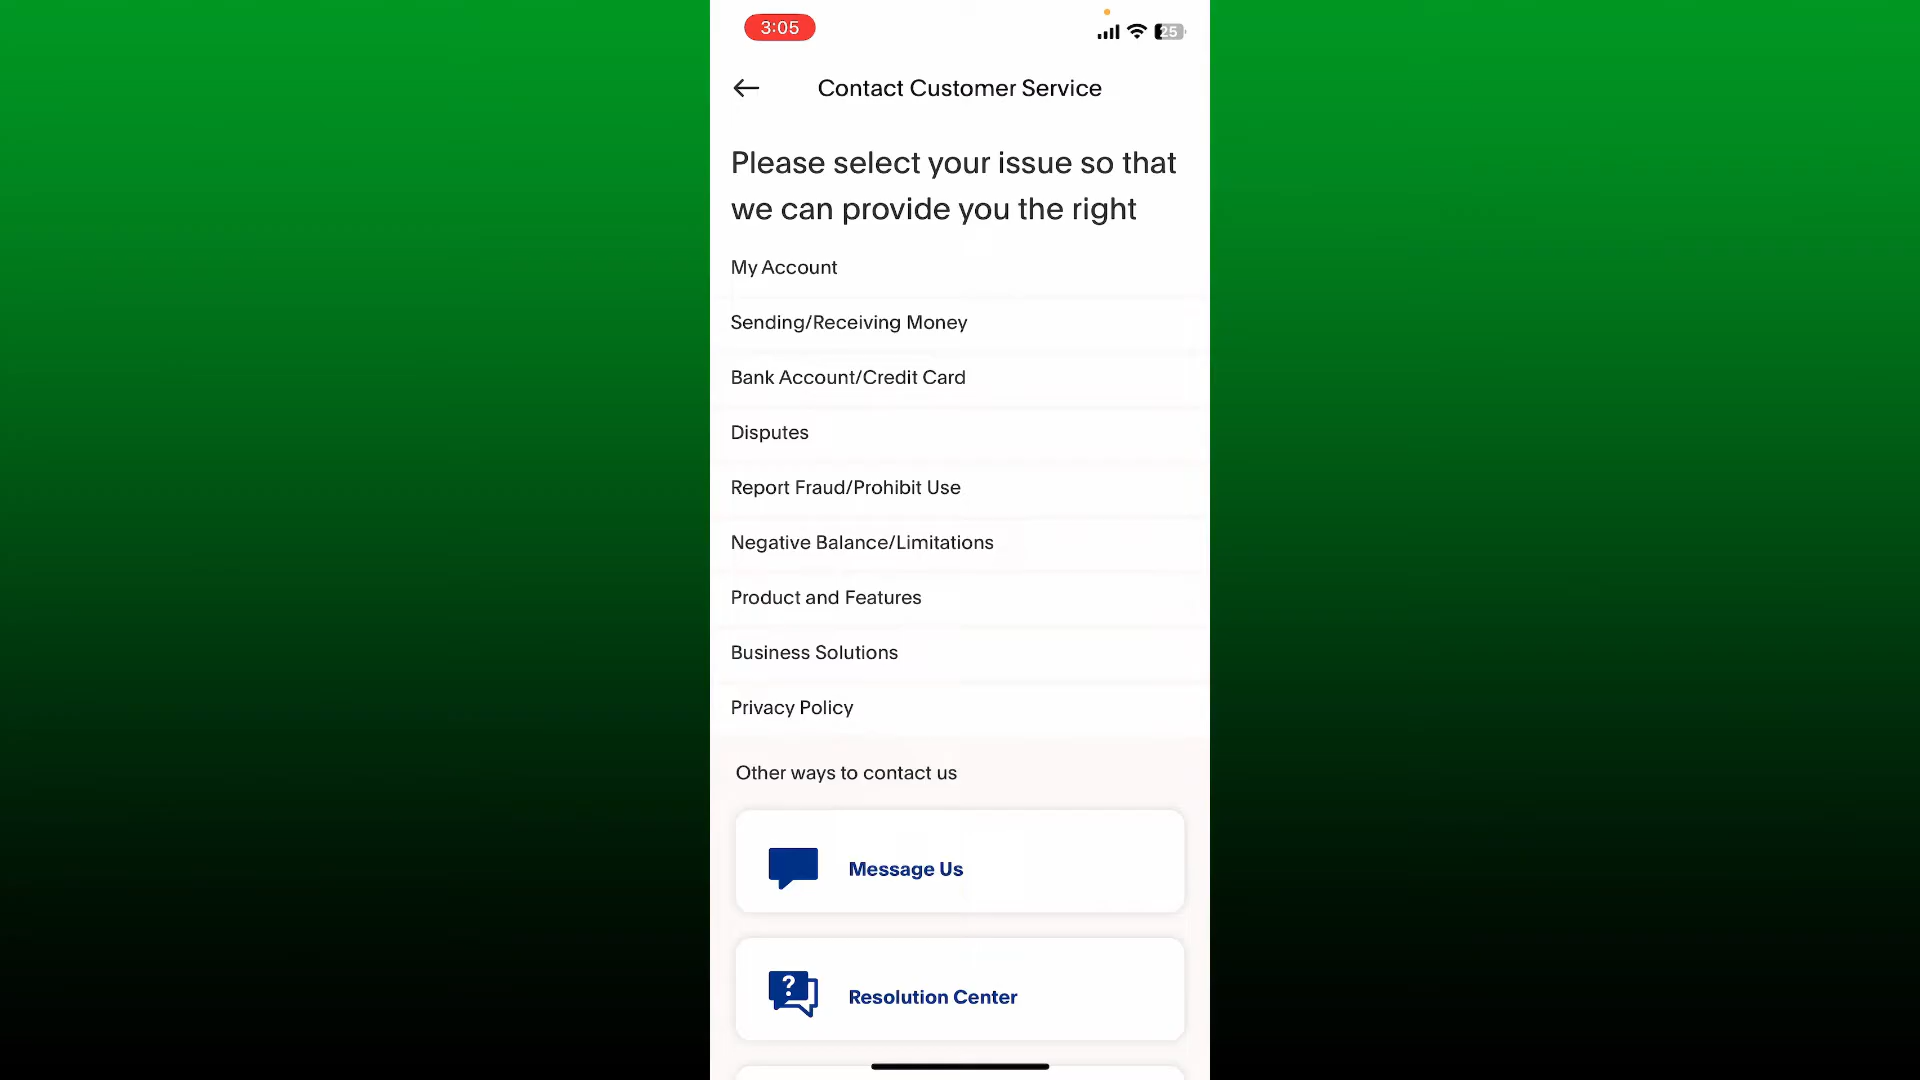 3:05
25
Contact Customer Service
Please select your issue so that
we can provide you the right
My Account
Sending/Receiving Money
Bank Account/Credit Card
Disputes
Report Fraud/Prohibit Use
Negative Balance/Limitations
Product and Features
Business Solutions
Privacy Policy
Other ways to contact us
Message Us
?
Resolution Center